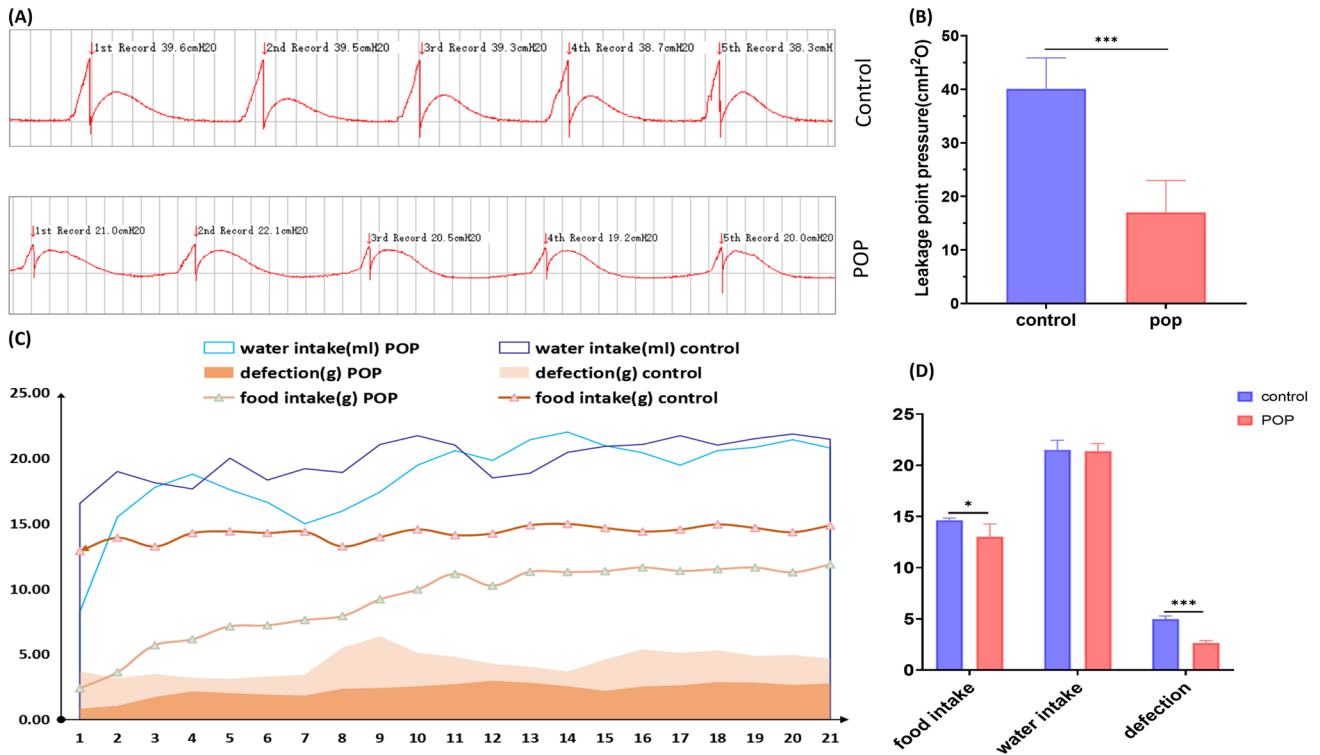 (A)
1st Record 39.6cmH20
2nd Record 39.5cmH20
3rd Record 39.3cmH20
4th Record 38.7cmH20
5th Record 38.3cmH
Control
1st Record 21.0cmH20
2nd Record 22.1cmH20
3rd Record 20.5cmH20
4th Record 19.2cmH20
5th Record 20.0cmH20
POP
(B)
Leakage point pressure(cmH²O)
50
40
30
20
10
0
***
control
pop
(C)
water intake(ml) POP
water intake(ml) control
defection(g) POP
defection(g) control
food intake(g) POP
food intake(g) control
25.00
20.00
15.00
10.00
5.00
0.00
1 2 3 4 5 6 7 8 9 10 11 12 13 14 15 16 17 18 19 20 21
(D)
control
POP
25
20
15
10
5
0
*
***
food intake
water intake
defection